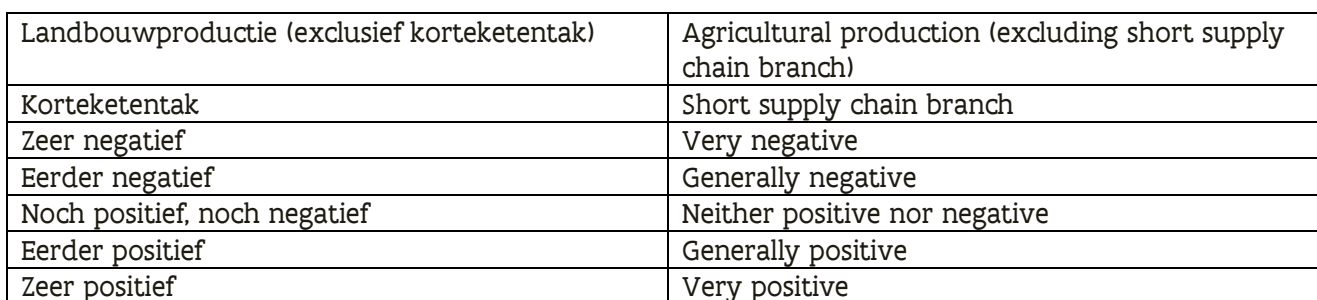 Landbouwproductie (exclusief korteketentak) Agricultural production (excluding short supply
chain branch)
Korteketentak Short supply chain branch
Zeer negatief Very negative
Eerder negatief Generally negative
Noch positief, noch negatief Neither positive nor negative
Eerder positief Generally positive
Zeer positief Very positive